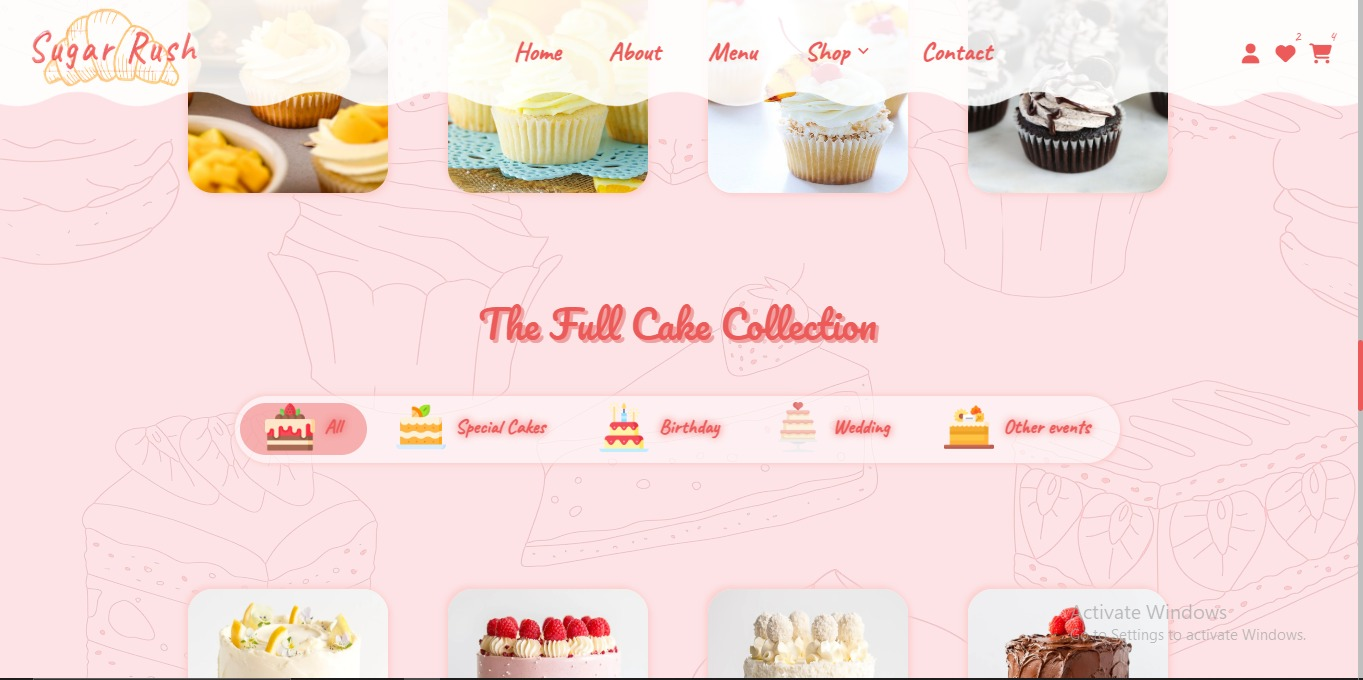 Sugar Rush
Home About Menu Shop Contact
2 4
The Full Cake Collection
All Special Cakes Birthday Wedding Other events
Activate Windows
Go to Settings to activate Windows.